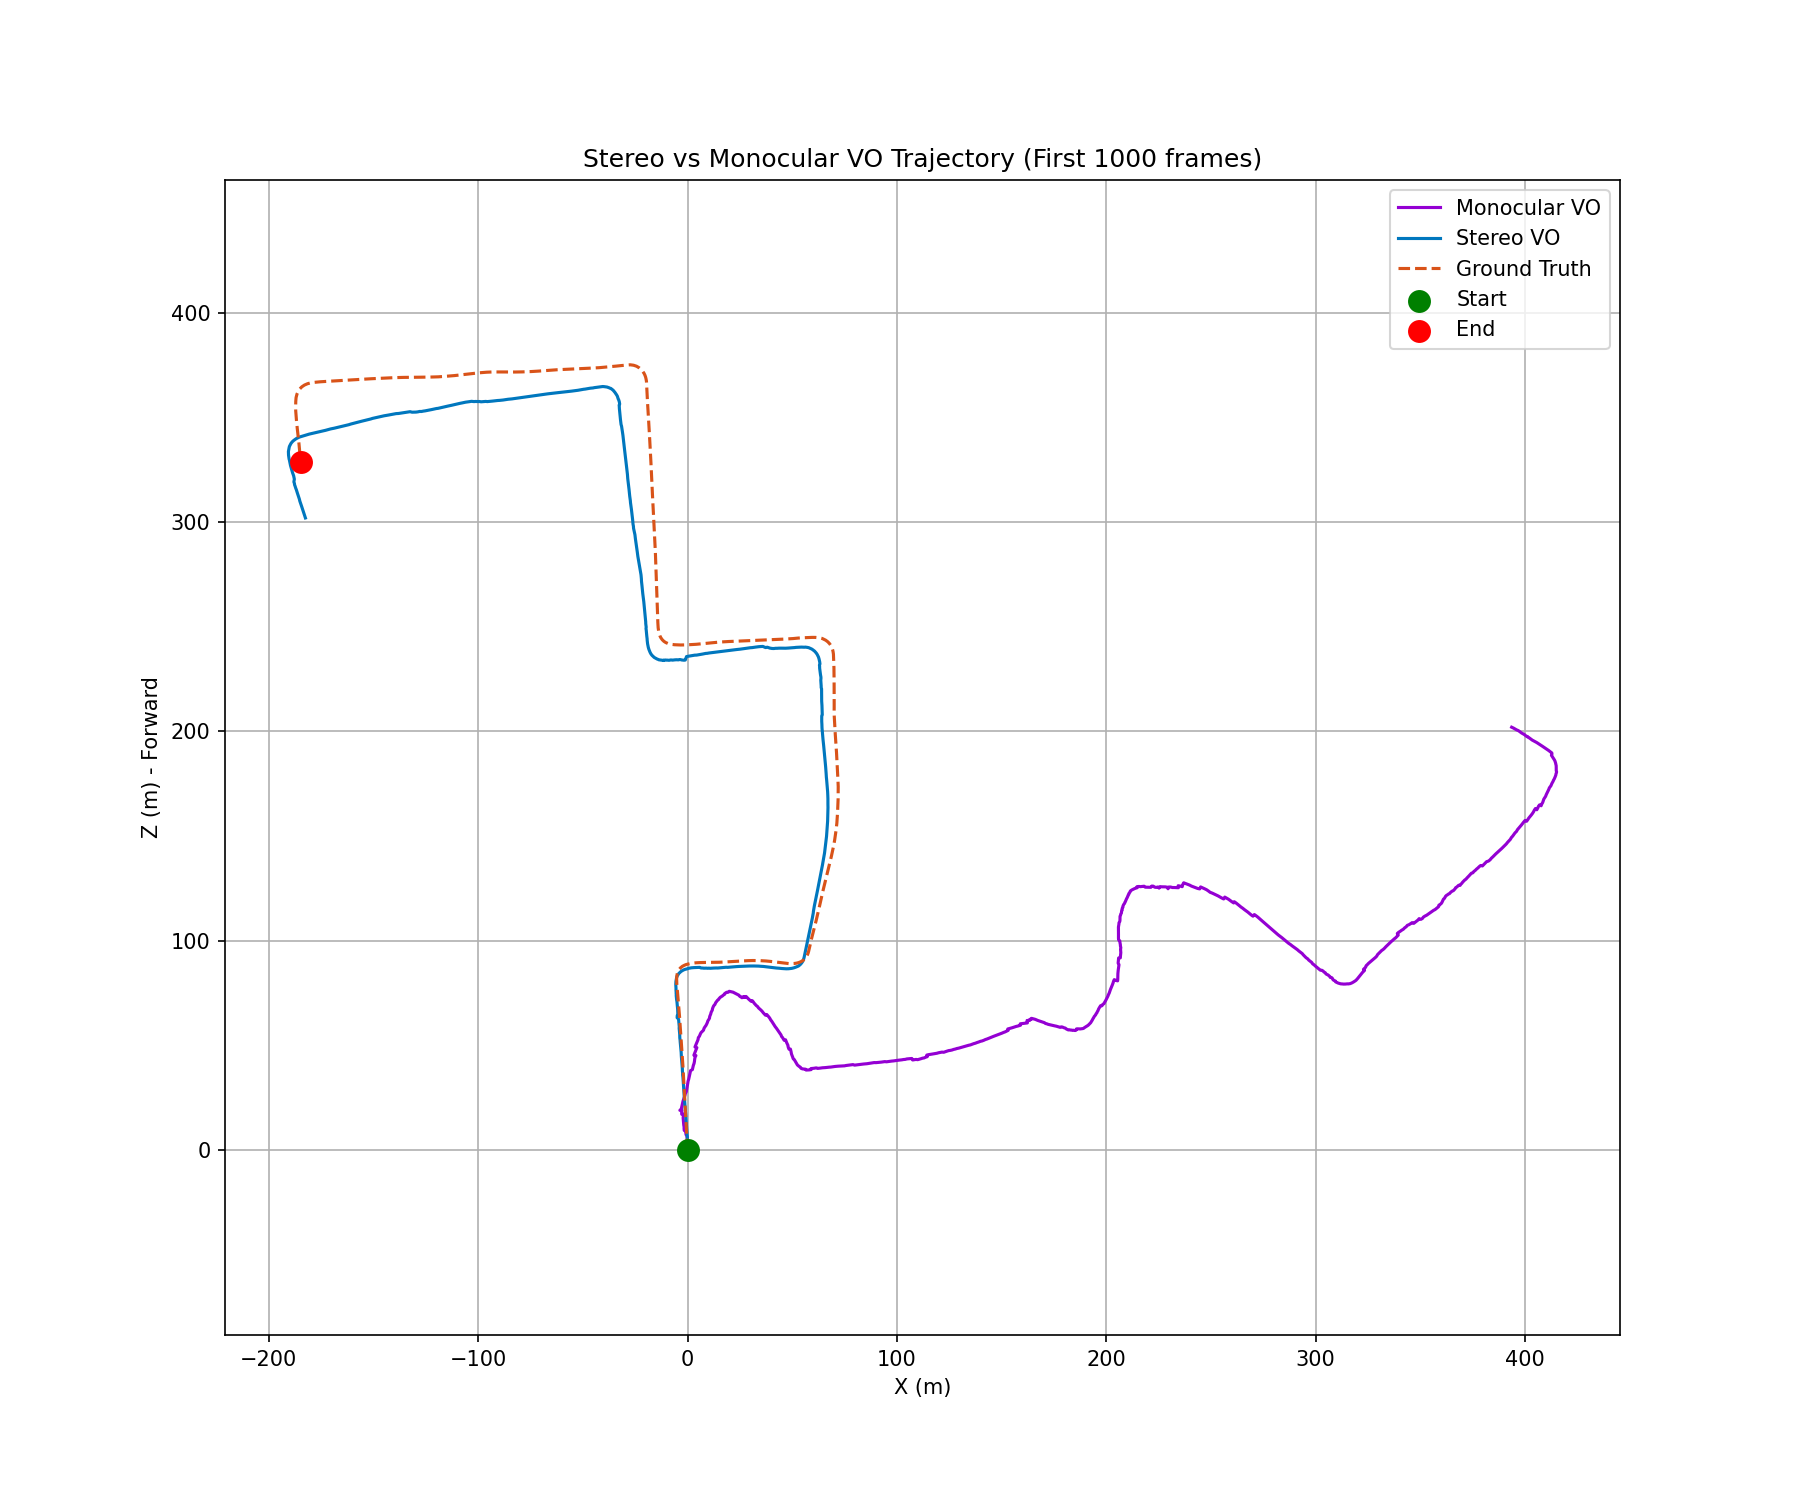 Stereo vs Monocular VO Trajectory (First 1000 frames)
Monocular VO
Stereo VO
Ground Truth
Start
End
400
300
200
100
0
Z (m) - Forward
−200
−100
0
100
200
300
400
X (m)